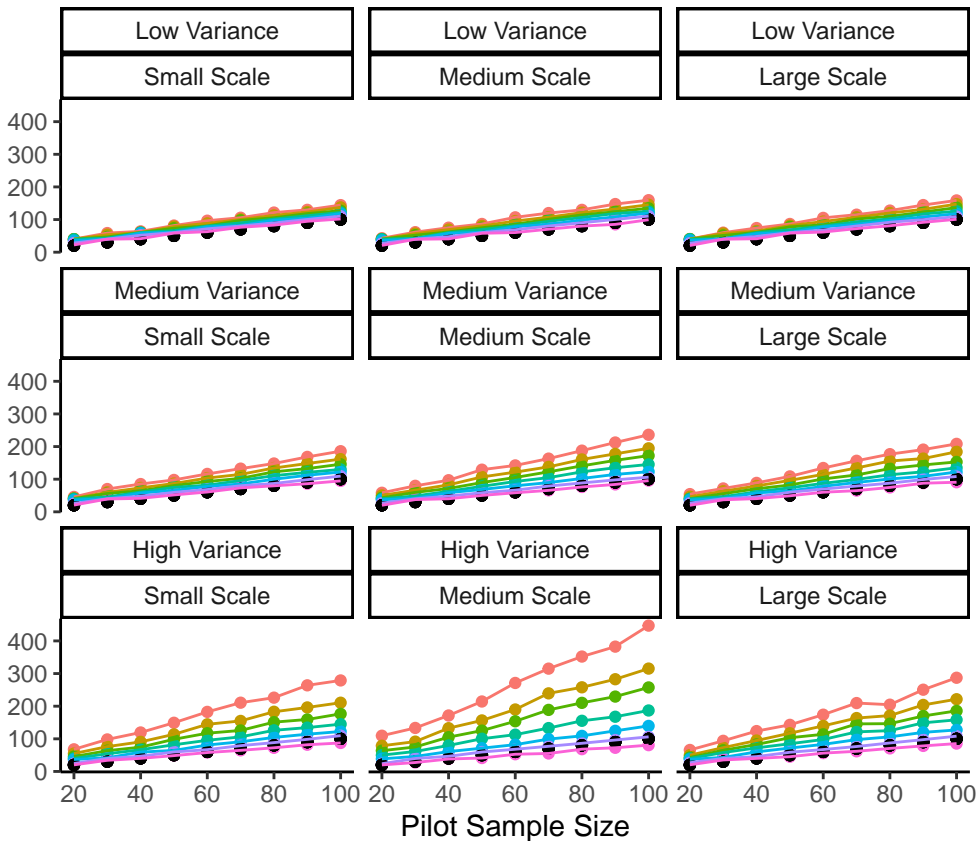 Low Variance Low Variance Low Variance
Small Scale Medium Scale Large Scale
400
300
200
100
0
Medium Variance Medium Variance Medium Variance
Small Scale Medium Scale Large Scale
400
300
200
100
0
High Variance High Variance High Variance
Small Scale Medium Scale Large Scale
400
300
200
100
0
20 40 60 80 100 20 40 60 80 100 20 40 60 80 100
Pilot Sample Size